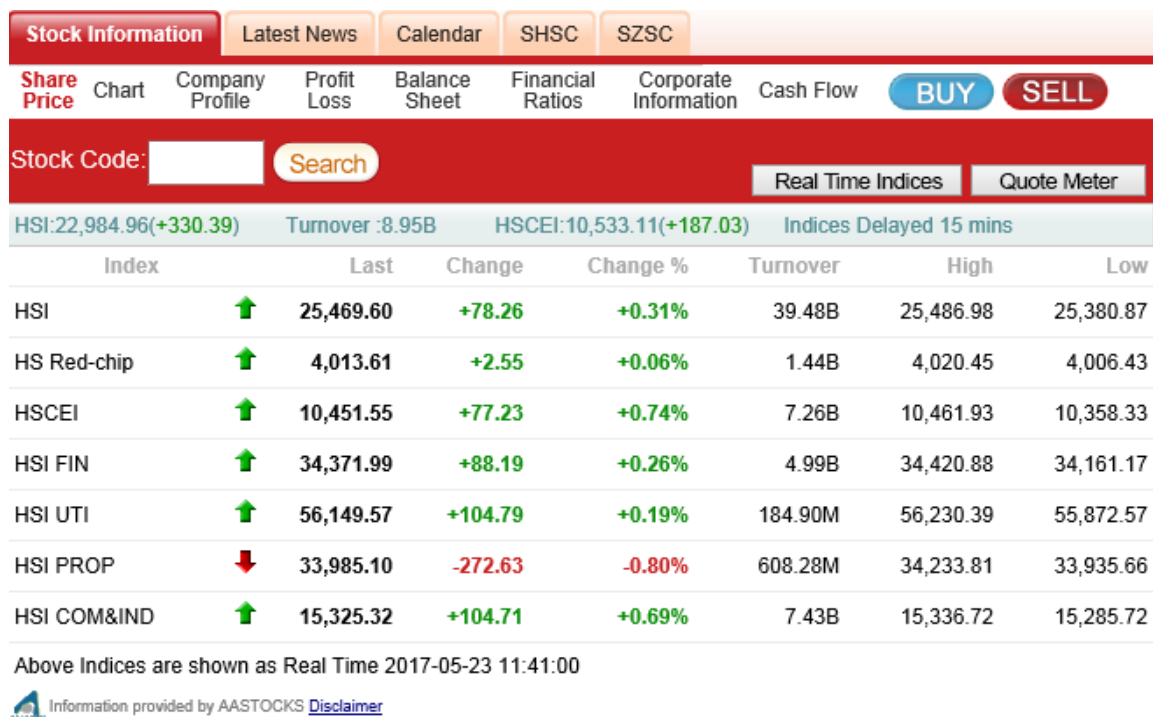 Stock Information Latest News Calendar SHSC SZSC
Share Price Chart Company Profile Profit Loss Balance Sheet Financial Ratios Corporate Information Cash Flow BUY SELL
Stock Code: Search
Real Time Indices Quote Meter
HSI:22,984.96(+330.39) Turnover :8.95B HSCEI:10,533.11(+187.03) Indices Delayed 15 mins
Index Last Change Change % Turnover High Low
HSI 25,469.60 +78.26 +0.31% 39.48B 25,486.98 25,380.87
HS Red-chip 4,013.61 +2.55 +0.06% 1.44B 4,020.45 4,006.43
HSCEI 10,451.55 +77.23 +0.74% 7.26B 10,461.93 10,358.33
HSI FIN 34,371.99 +88.19 +0.26% 4.99B 34,420.88 34,161.17
HSI UTI 56,149.57 +104.79 +0.19% 184.90M 56,230.39 55,872.57
HSI PROP 33,985.10 -272.63 -0.80% 608.28M 34,233.81 33,935.66
HSI COM&IND 15,325.32 +104.71 +0.69% 7.43B 15,336.72 15,285.72
Above Indices are shown as Real Time 2017-05-23 11:41:00
Information provided by AASTOCKS Disclaimer